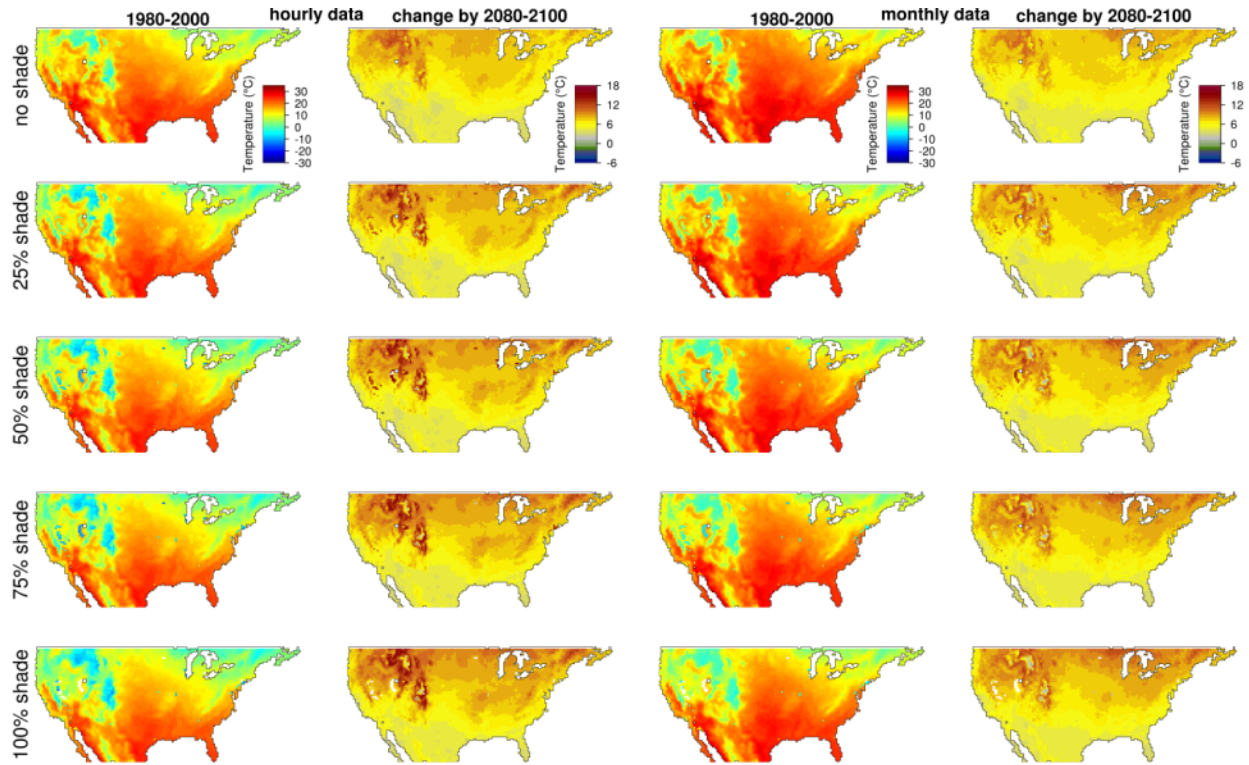 hourly data
monthly data
1980-2000
change by 2080-2100
1980-2000
change by 2080-2100
no shade
Temperature (°C)
30
20
10
0
-10
-20
-30
Temperature (°C)
18
12
6
0
-6
Temperature (°C)
30
20
10
0
-10
-20
-30
Temperature (°C)
18
12
6
0
-6
25% shade
50% shade
75% shade
100% shade